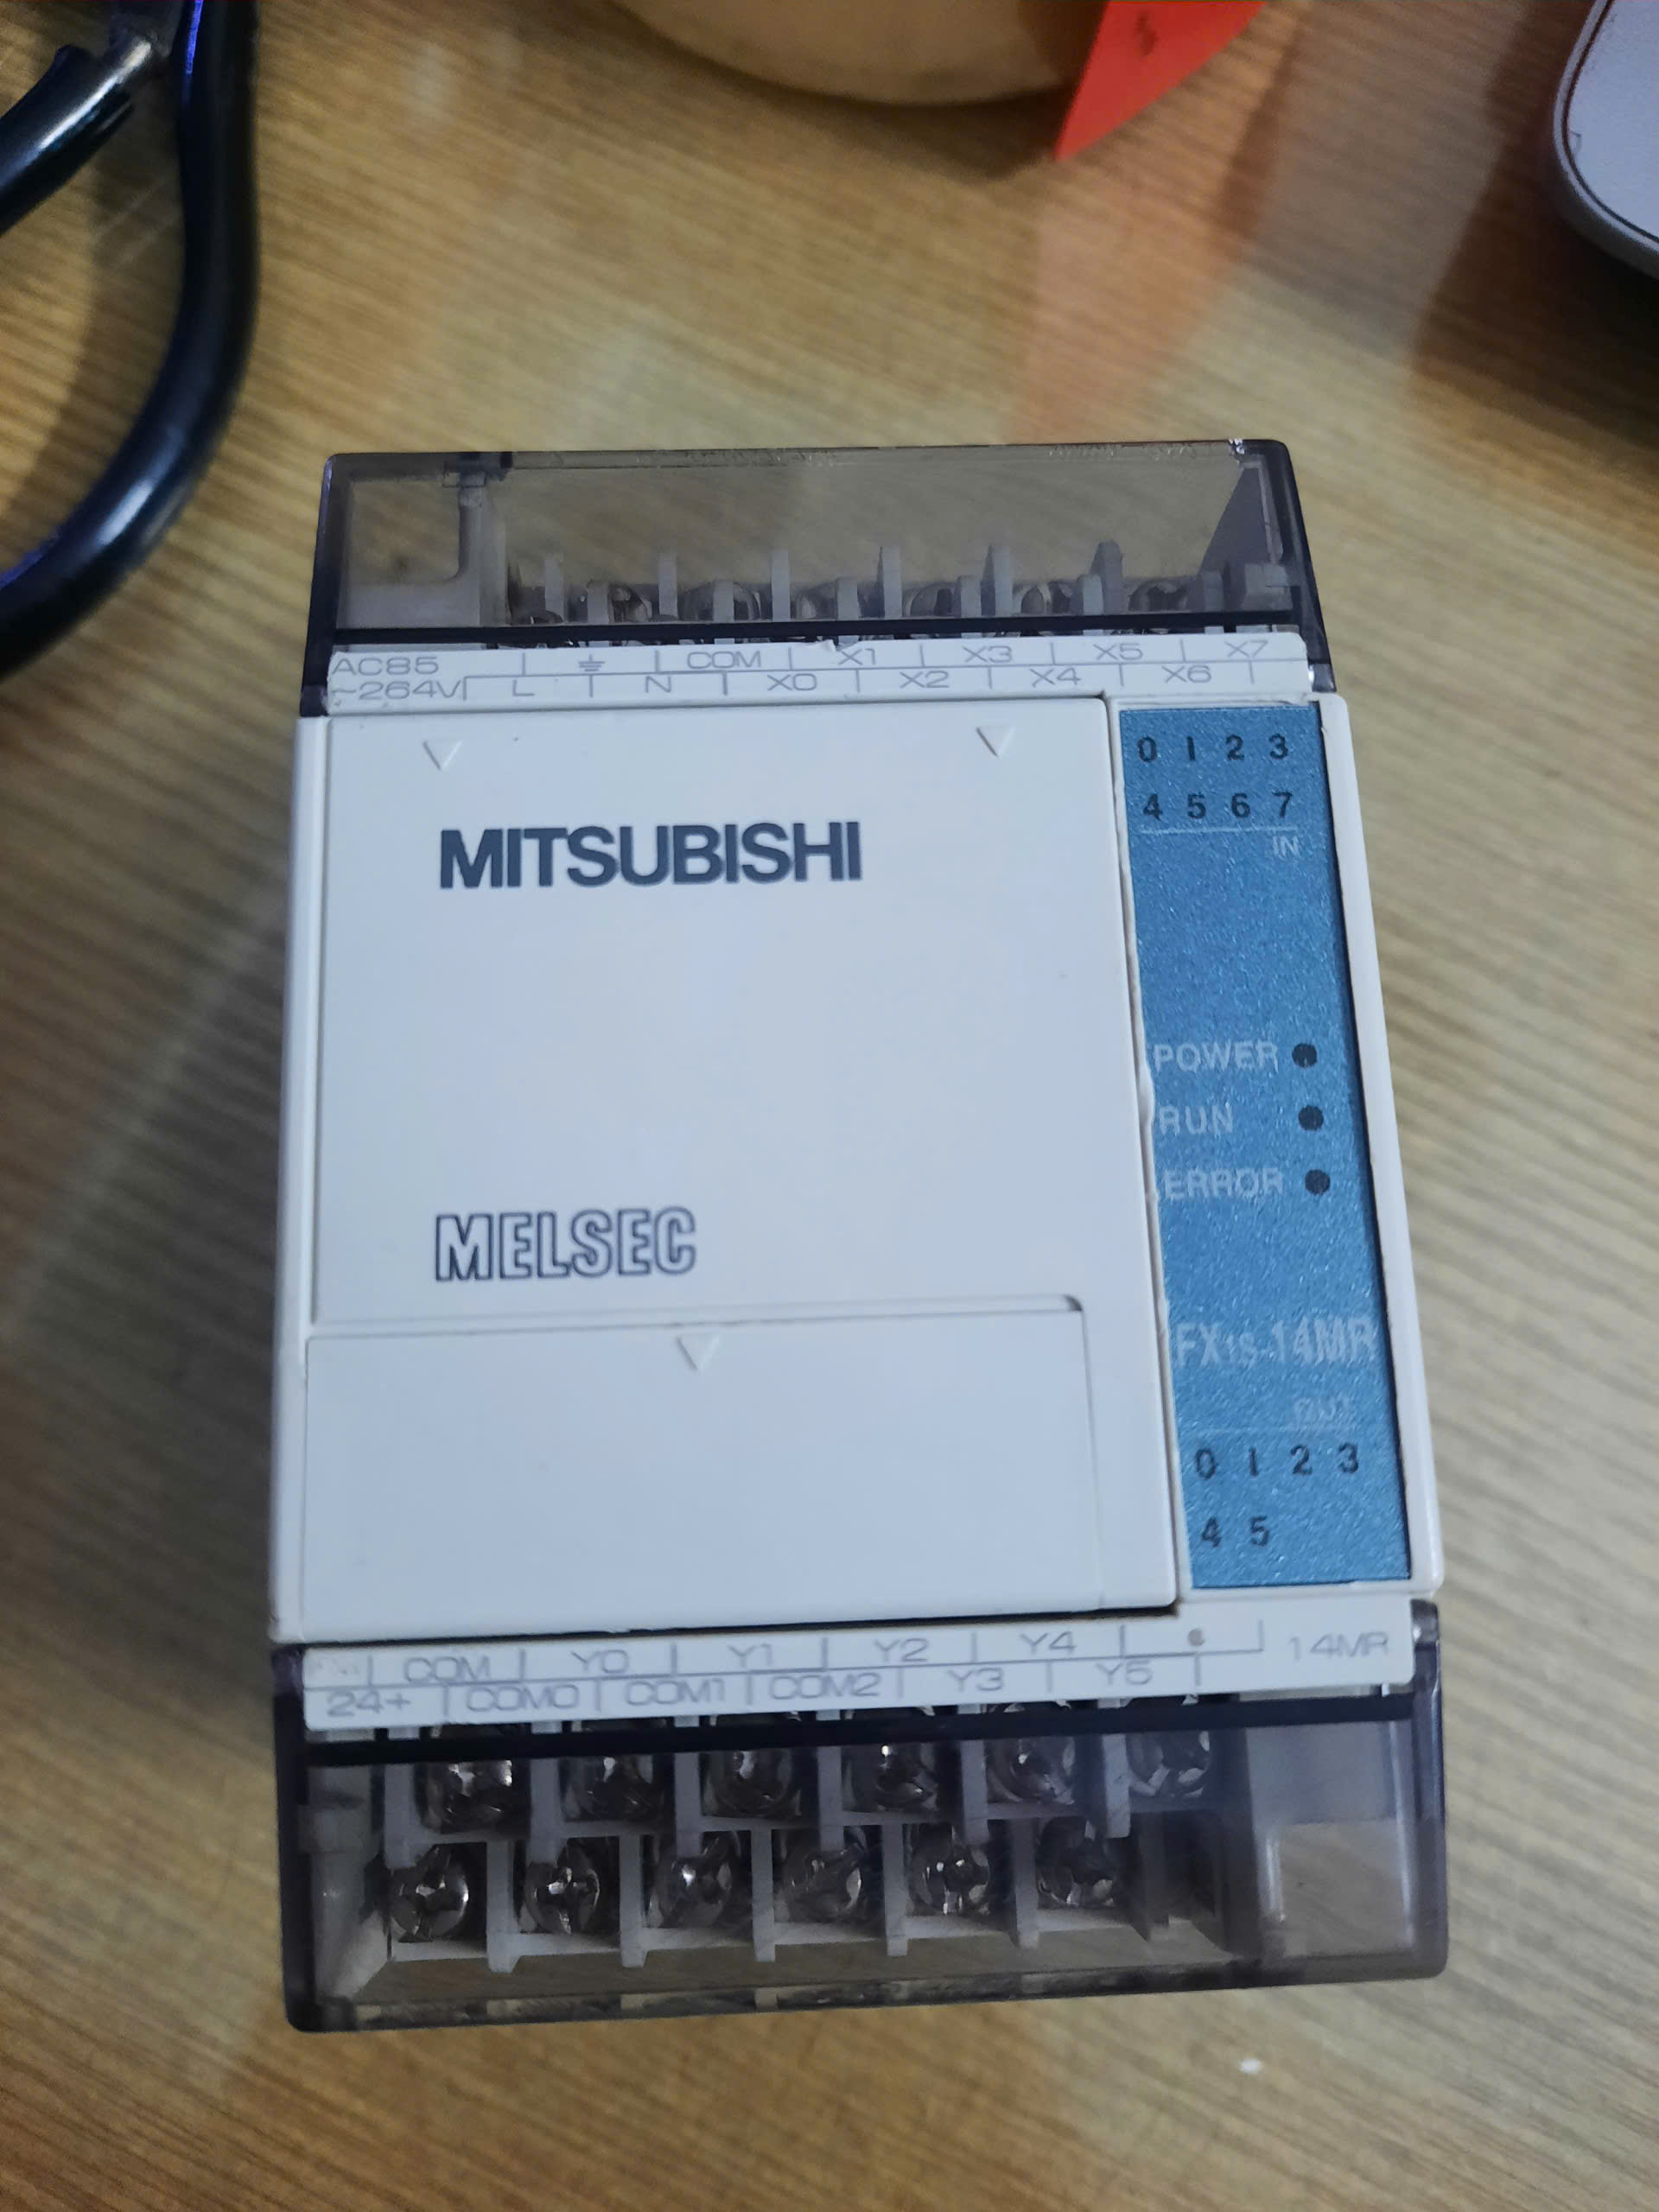 AC85 ⏚ COM X1 X3 X5 X7
~264V L N X0 X2 X4 X6
0 1 2 3
4 5 6 7
IN
MITSUBISHI
POWER
RUN
ERROR
MELSEC
FX1S-14MR
OUT
0 1 2 3
4 5
COM Y0 Y1 Y2 Y4 • 14MR
24+ COM0 COM1 COM2 Y3 Y5